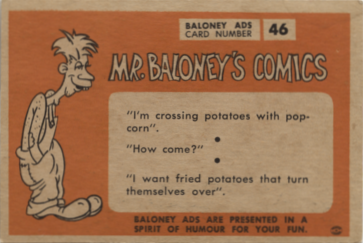 BALONEY ADS
CARD NUMBER 46
MR. BALONEY'S COMICS
"I'm crossing potatoes with pop-
corn".
"How come?"
"I want fried potatoes that turn
themselves over".
BALONEY ADS ARE PRESENTED IN A
SPIRIT OF HUMOUR FOR YOUR FUN.